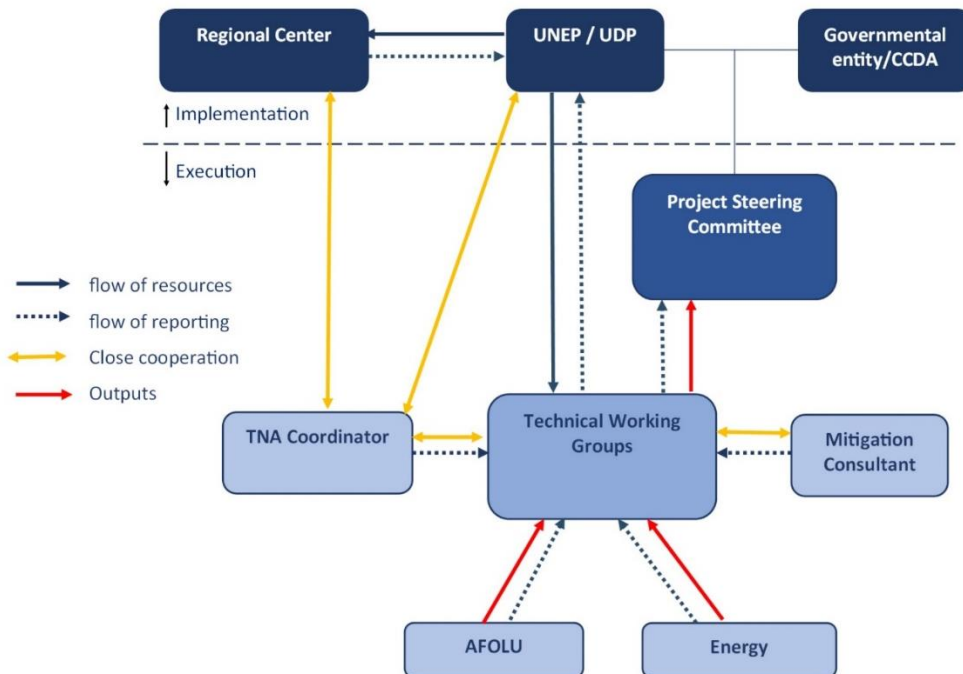 Regional Center
UNEP / UDP
Governmental
entity/CCDA
Implementation
Execution
Project Steering
Committee
flow of resources
flow of reporting
Close cooperation
Outputs
TNA Coordinator
Technical Working
Groups
Mitigation
Consultant
AFOLU
Energy